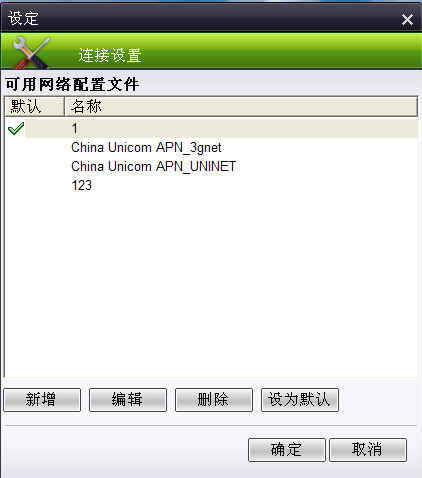 设定
连接设置
可用网络配置文件
默认 名称
1
China Unicom APN_3gnet
China Unicom APN_UNINET
123
新增 编辑 删除 设为默认
确定 取消